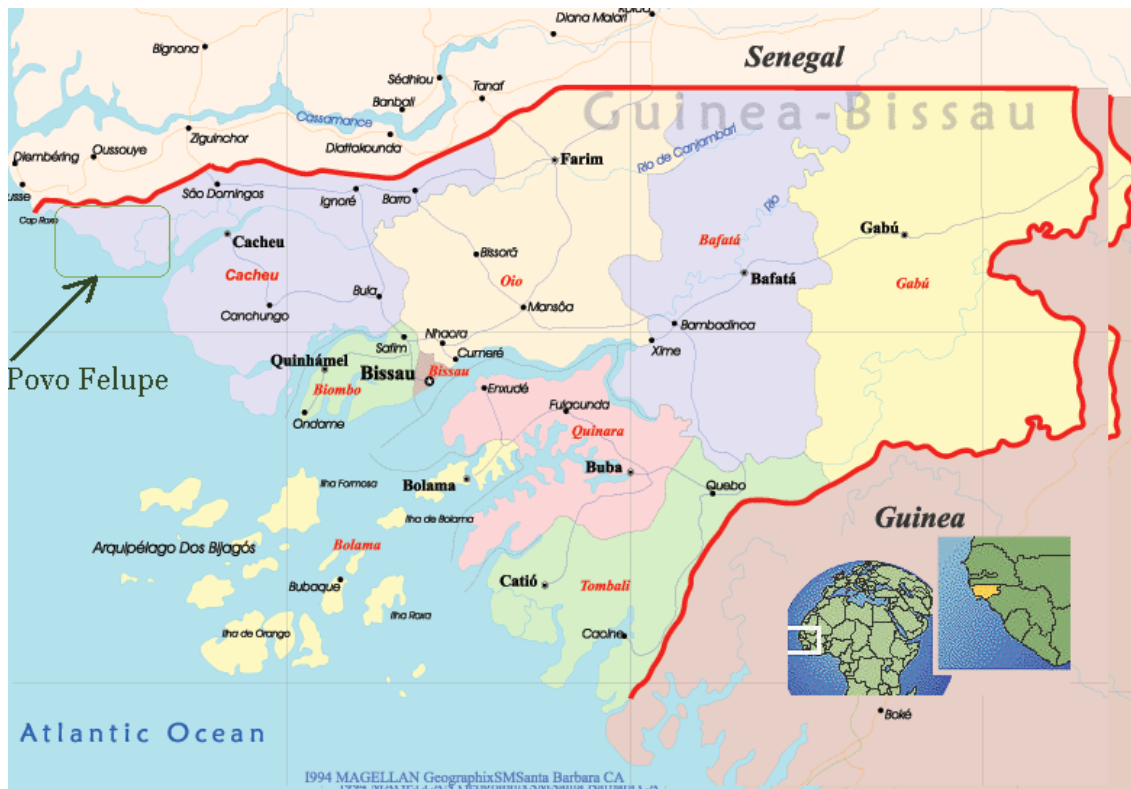 Kolda
Diana Malari
Bignona
Senegal
Sédhiou
Tanaf
Banbali
Guinea-Bissau
Cassamance
Ziguinchor
Diattakounda
Oussouye
Diembéring
Farim
Rio de Canjambari
São Domingos
Ignoré
Barro
Cap Roxo
Rio
Gabú
Cacheu
Bafatá
Bissorã
Cacheu
Oio
Bafatá
Gabú
Bula
Canchungo
Mansôa
Bambadinca
Nhacra
Safim
Xime
Cumeré
Quinhámel
Bissau
Bissau
Povo Felupe
Biombo
Enxudé
Ondame
Fulacunda
Quinara
Buba
Bolama
Ilha Formosa
Quebo
Ilha de Bolama
Guinea
Arquipélago Dos Bijagós
Bolama
Bubaque
Catió
Tombali
Ilha Roxa
Ilha de Orango
Cacine
Boké
Atlantic Ocean
1994 MAGELLAN GeographixSMSanta Barbara CA